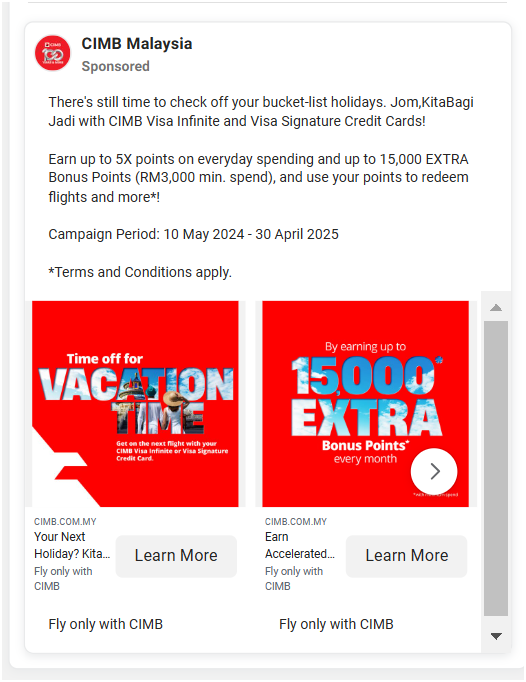 CIMB Malaysia
Sponsored
There's still time to check off your bucket-list holidays. Jom,KitaBagi
Jadi with CIMB Visa Infinite and Visa Signature Credit Cards!
Earn up to 5X points on everyday spending and up to 15,000 EXTRA
Bonus Points (RM3,000 min. spend), and use your points to redeem
flights and more*!
Campaign Period: 10 May 2024 - 30 April 2025
*Terms and Conditions apply.
Time off for
VACATION
TIME
Get on the next flight with your
CIMB Visa Infinite or Visa Signature
Credit Card.
CIMB.COM.MY
Your Next
Holiday? Kita...
Fly only with
CIMB
Learn More
Fly only with CIMB
By earning up to
15,000*
EXTRA
Bonus Points*
every month
CIMB.COM.MY
Earn
Accelerated...
Fly only with
CIMB
Learn More
Fly only with CIMB